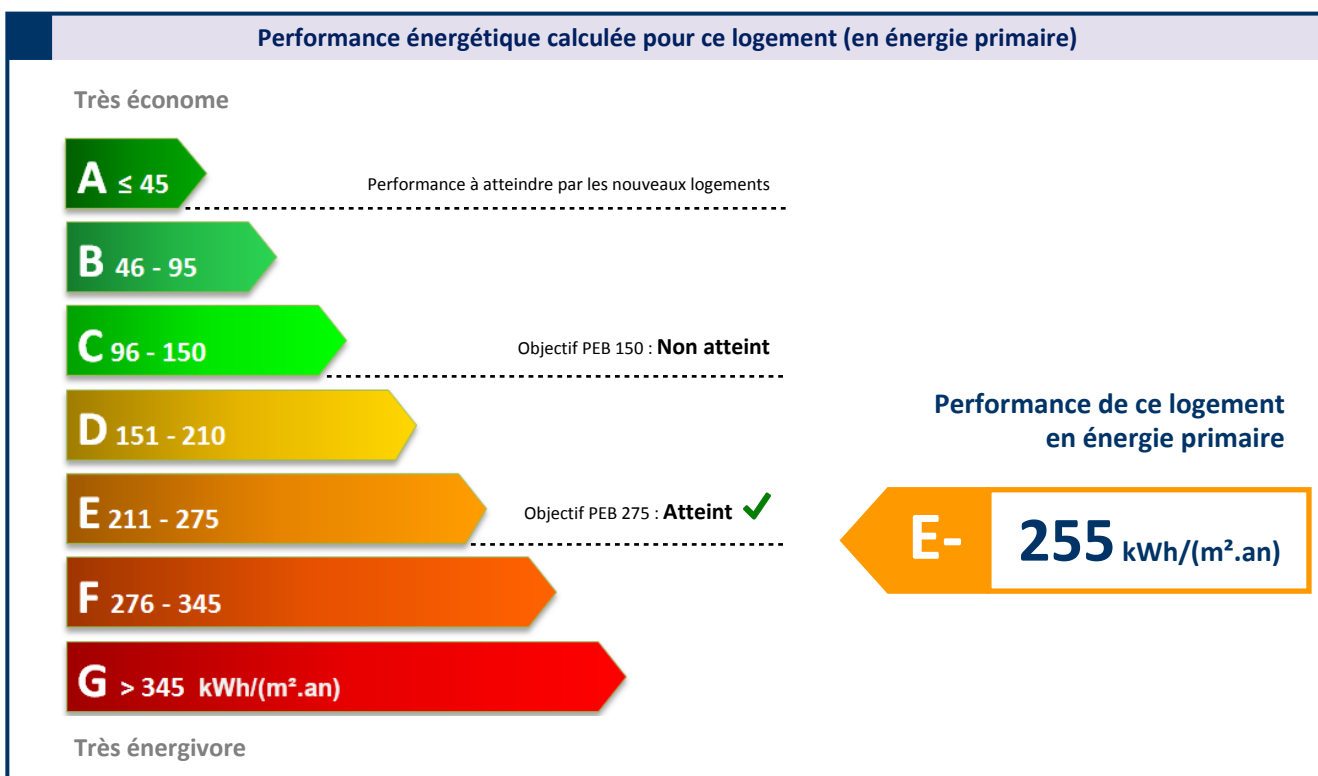 Performance énergétique calculée pour ce logement (en énergie primaire)
Très économe
A ≤ 45
Performance à atteindre par les nouveaux logements
B 46 - 95
C 96 - 150
Objectif PEB 150 : Non atteint
D 151 - 210
E 211 - 275
Objectif PEB 275 : Atteint ✓
F 276 - 345
G > 345 kWh/(m².an)
Très énergivore
Performance de ce logement
en énergie primaire
E-
255 kWh/(m².an)